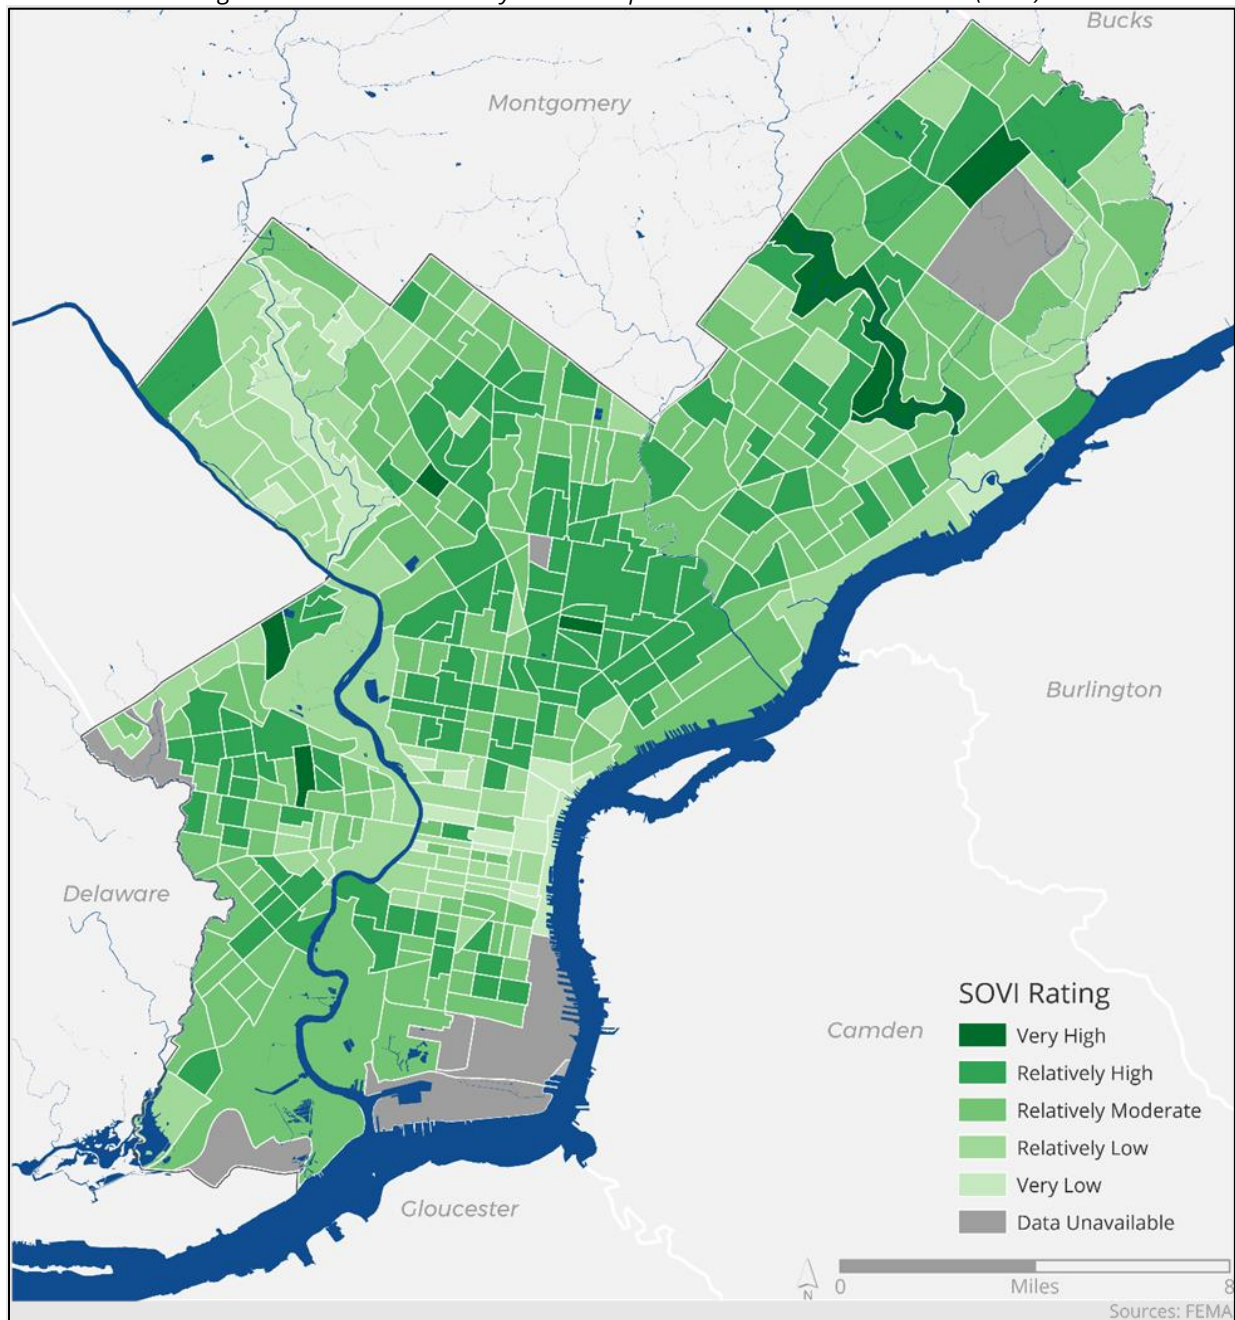 Bucks
Montgomery
Burlington
Delaware
Camden
Gloucester
SOVI Rating
Very High
Relatively High
Relatively Moderate
Relatively Low
Very Low
Data Unavailable
N
0 Miles 8
Sources: FEMA